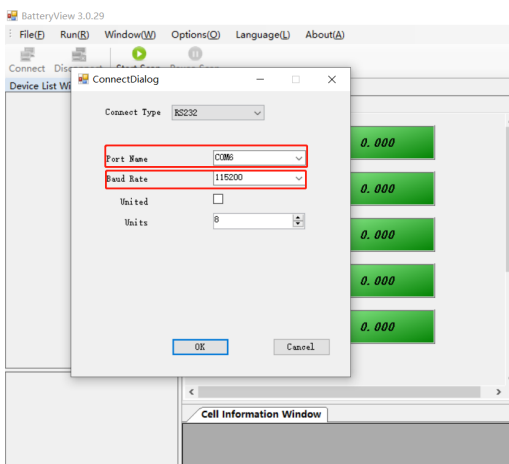 BatteryView 3.0.29
File(F) Run(R) Window(W) Options(O) Language(L) About(A)
Connect Disconnect Start Scan Pause Scan
Device List Wi
ConnectDialog
Connect Type RS232
Port Name COM6
Baud Rate 115200
United
Units 8
OK Cancel
0.000
0.000
0.000
0.000
0.000
Cell Information Window